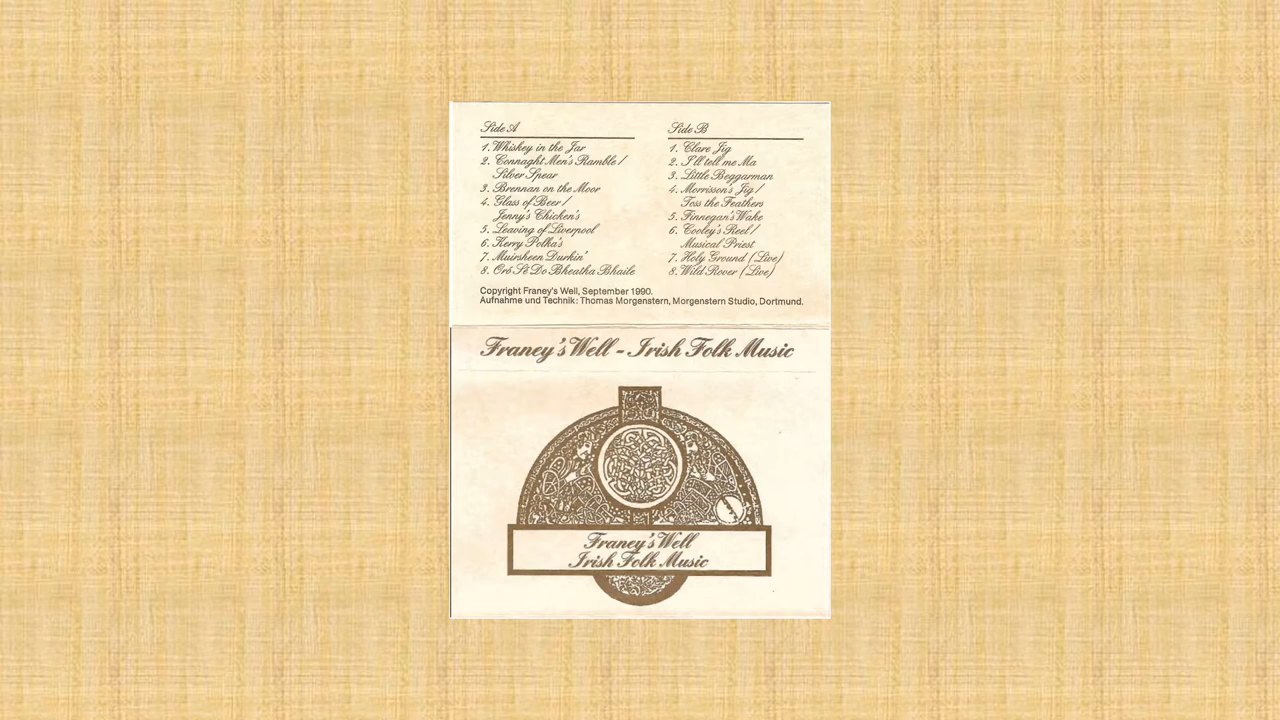 Side A
1. Whiskey in the Jar
2. Connaght Men's Ramble /
Silver Spear
3. Brennan on the Moor
4. Glass of Beer /
Jenny's Chicken's
5. Leaving of Liverpool
6. Kerry Polka's
7. Muirsheen Durkin'
8. Oró Sé Do Bheatha Bhaile
Side B
1. Clare Jig
2. I'll tell me Ma
3. Little Beggarman
4. Morrisson's Jig /
Toss the Feathers
5. Finnegan's Wake
6. Cooley's Reel /
Musical Priest
7. Holy Ground (Live)
8. Wild Rover (Live)
Copyright Franey's Well, September 1990.
Aufnahme und Technik: Thomas Morgenstern, Morgenstern Studio, Dortmund.
Franey's Well - Irish Folk Music
Franey's Well
Irish Folk Music